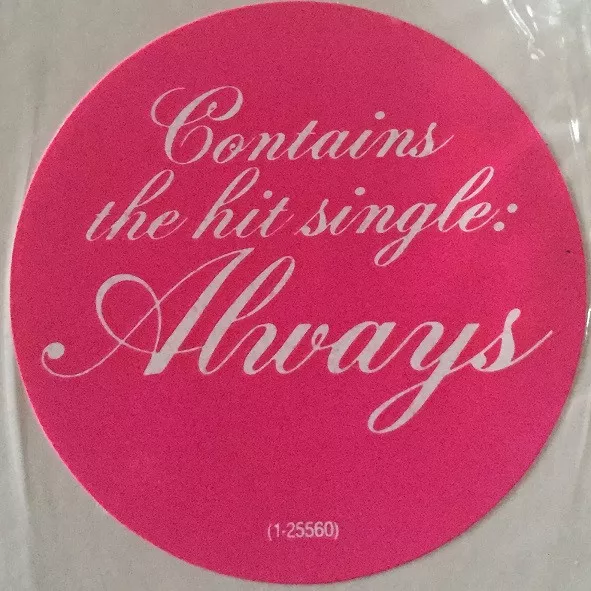 Contains
the hit single:
Always
(1-25560)